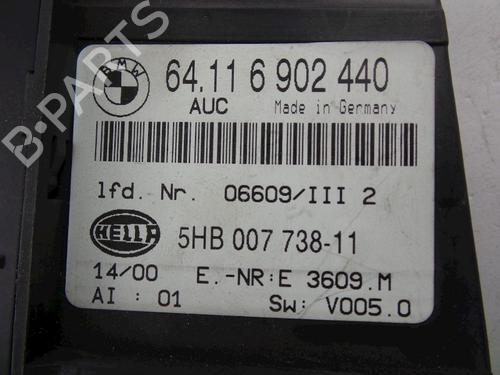 BMW
64.11 6 902 440
AUC Made in Germany
lfd. Nr. 06609/III 2
HELLA 5HB 007 738-11
14/00 E.-NR:E 3609.M
AI : 01 Sw: V005.0
B-PARTS